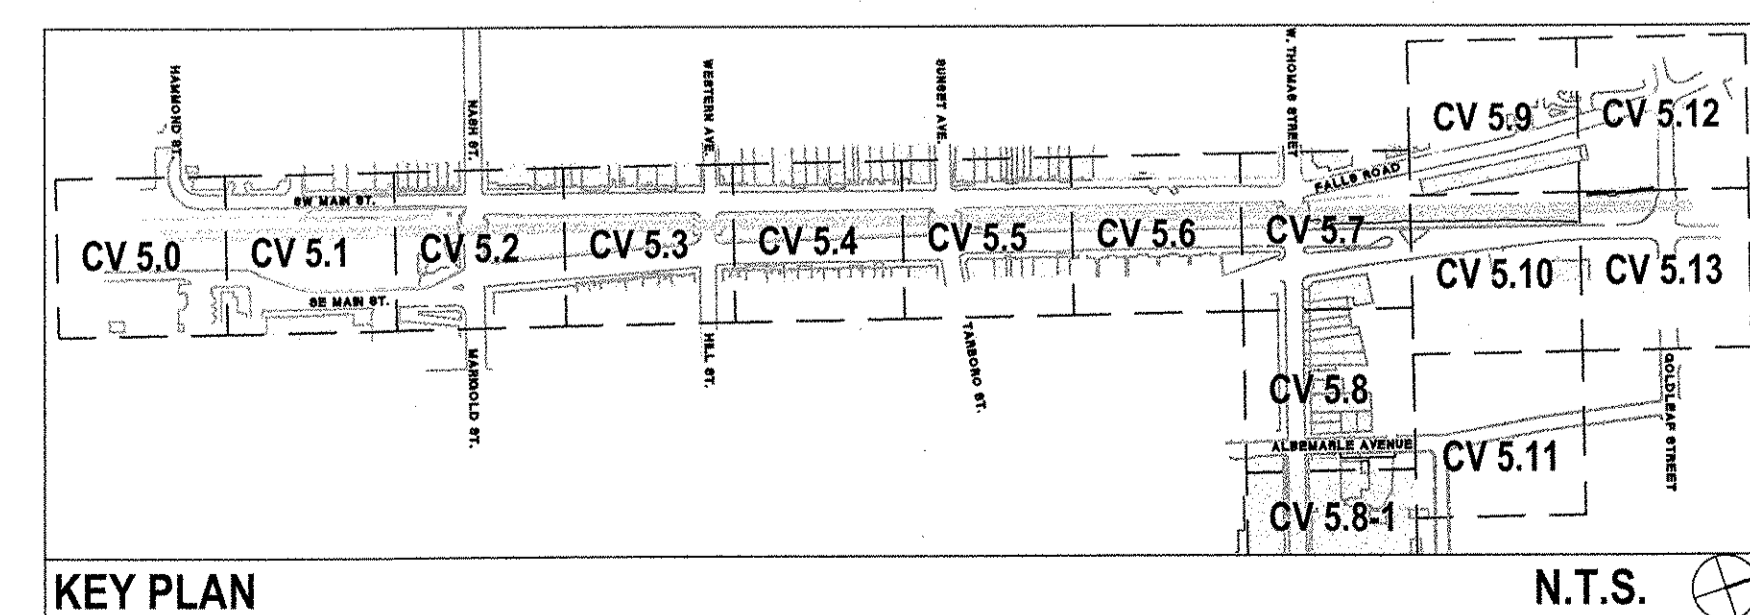 HAMMOND ST.
NASH ST.
WESTERN AVE.
SUNSET AVE.
W. THOMAS STREET
CV 5.9
CV 5.12
FALLS ROAD
SW MAIN ST.
CV 5.0
CV 5.1
CV 5.2
CV 5.3
CV 5.4
CV 5.5
CV 5.6
CV 5.7
CV 5.10
CV 5.13
SE MAIN ST.
MARIGOLD ST.
HILL ST.
TARBORO ST.
CV 5.8
GOLDLEAF STREET
ALBEMARLE AVENUE
CV 5.11
CV 5.8-1
KEY PLAN
N.T.S.